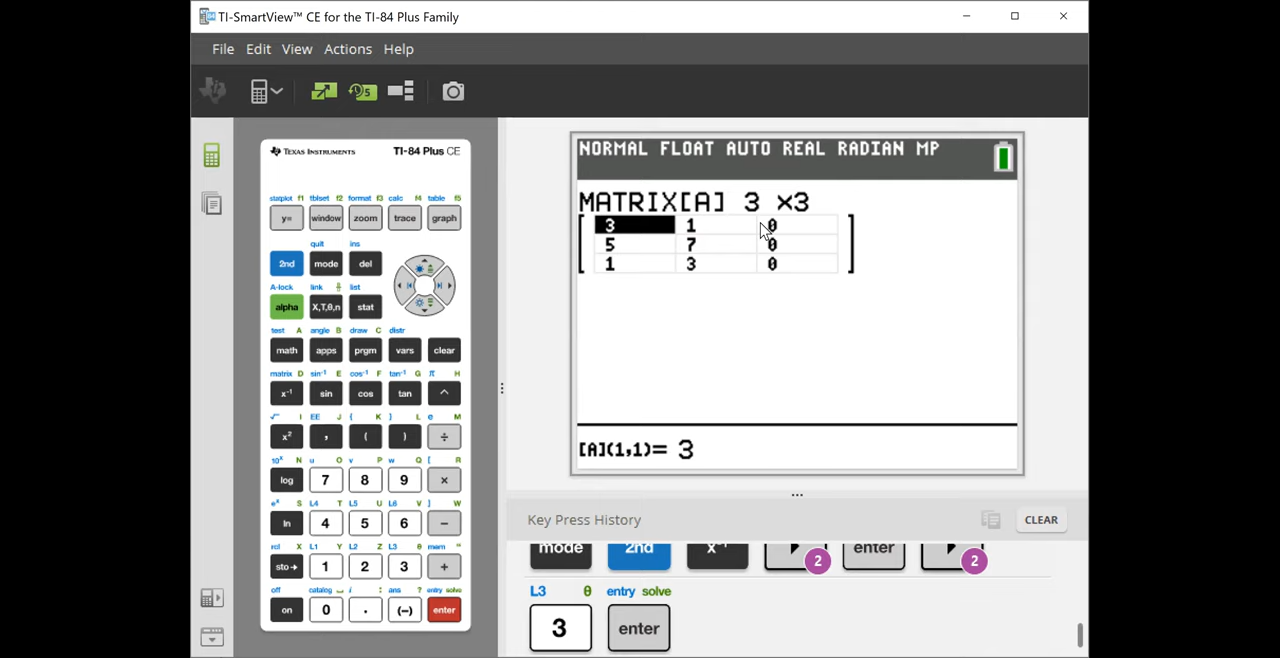 TI-SmartView™ CE for the TI-84 Plus Family
File Edit View Actions Help
5
TEXAS INSTRUMENTS TI-84 Plus CE
statplot f1 tblset f2 format f3 calc f4 table f5
y= window zoom trace graph
quit ins
2nd mode del
A-lock link list
alpha X,T,θ,n stat
test A angle B draw C distr
math apps prgm vars clear
matrix D sin⁻¹ E cos⁻¹ F tan⁻¹ G π H
x⁻¹ sin cos tan ^
√ I EE J { K } L e M
x² , ( ) ÷
10ˣ N u O v P w Q [ R
log 7 8 9 ×
eˣ S L4 T L5 U L6 V ] W
ln 4 5 6 −
rcl X L1 Y L2 Z L3 θ mem "
sto→ 1 2 3 +
off catalog i : ans ? entry solve
on 0 . (−) enter
NORMAL FLOAT AUTO REAL RADIAN MP
MATRIX[A] 3 ×3
3 1 0
5 7 0
1 3 0
[A](1,1)= 3
Key Press History
CLEAR
mode 2nd x⁻¹ 2 enter 2
L3 θ entry solve
3 enter